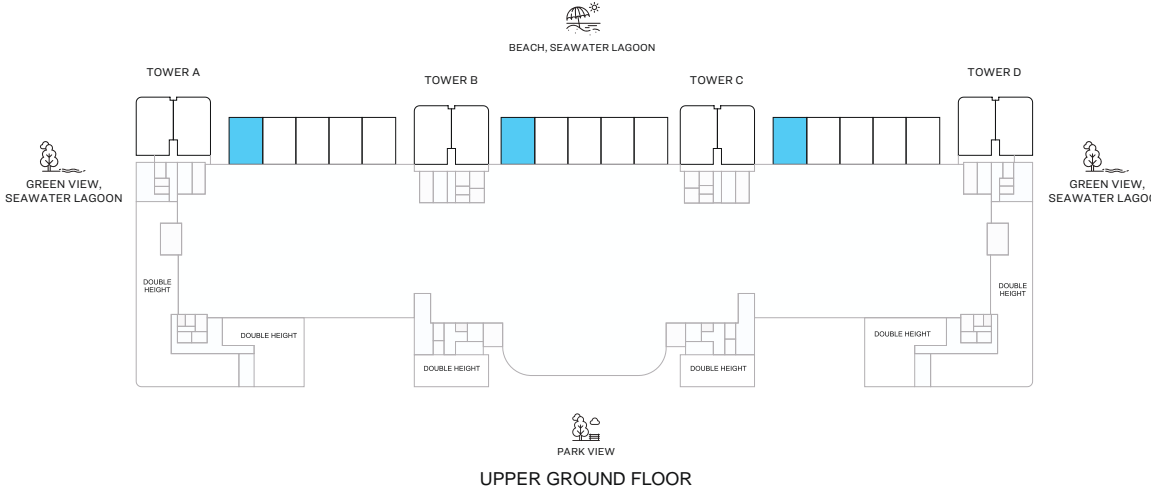 BEACH, SEAWATER LAGOON
TOWER A
TOWER B
TOWER C
TOWER D
GREEN VIEW,
SEAWATER LAGOON
GREEN VIEW,
SEAWATER LAGOO
DOUBLE
HEIGHT
DOUBLE
HEIGHT
DOUBLE HEIGHT
DOUBLE HEIGHT
DOUBLE HEIGHT
DOUBLE HEIGHT
PARK VIEW
UPPER GROUND FLOOR